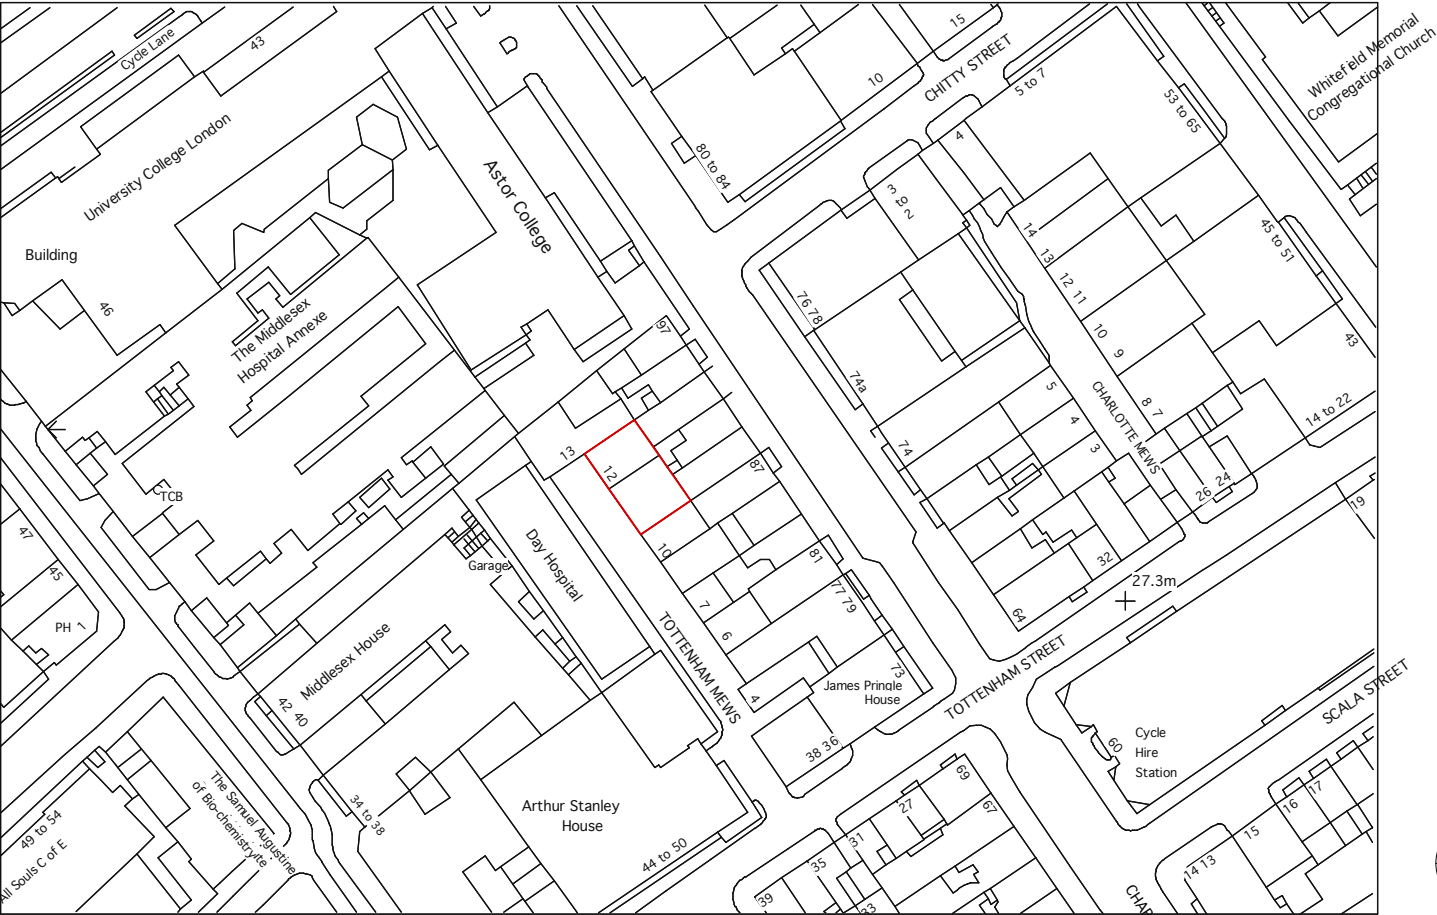 15
Whitefield Memorial
Congregational Church
Cycle Lane
43
CHITTY STREET
10
5 to 7
53 to 65
University College London
80 to 84
4
Astor College
3 to 2
14
13
12
11
45 to 51
Building
46
The Middlesex
Hospital Annexe
76 78
97
10
9
43
74a
5
CHARLOTTE MEWS
8
7
14 to 22
4
3
13
12
74
87
TCB
26
24
19
47
45
Day Hospital
Garage
10
81
32
27.3m
77 79
PH
1
7
6
64
Middlesex House
TOTTENHAM MEWS
TOTTENHAM STREET
73
James Pringle
House
4
SCALA STREET
42
40
38 36
60
Cycle
Hire
Station
69
The Samuel Augustine
of Bio-chemistry
34 to 38
Arthur Stanley
House
27
67
17
16
49 to 54
44 to 50
31
15
35
14 13
All Souls C of E
39
33
CHAR